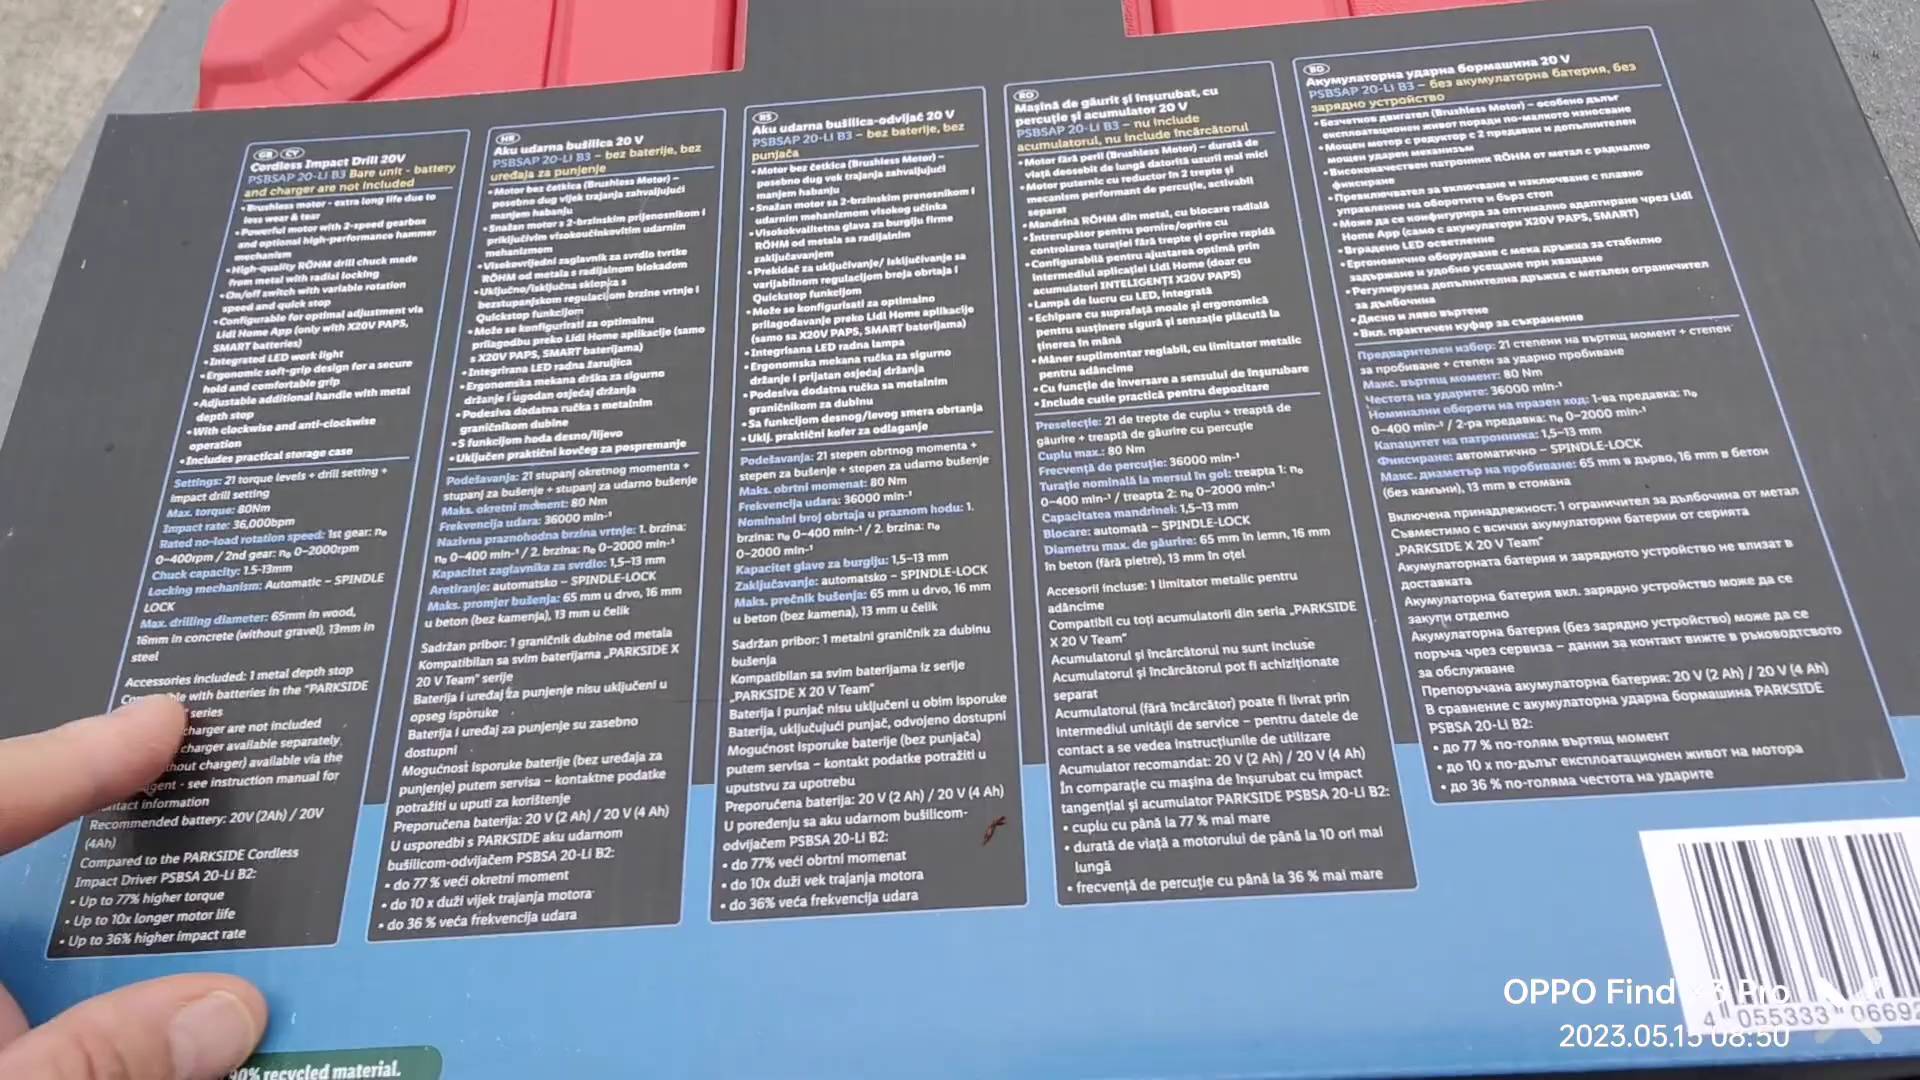 GB CY
Cordless Impact Drill 20V
PSBSAP 20-Li B3 Bare unit - battery
and charger are not included
• Brushless motor - extra long life due to
less wear & tear
• Powerful motor with 2-speed gearbox
and optional high-performance hammer
mechanism
• High-quality RÖHM drill chuck made
from metal with radial locking
• On/off switch with variable rotation
speed and quick stop
• Configurable for optimal adjustment via
Lidl Home App (only with X20V PAPS,
SMART batteries)
• Integrated LED work light
• Ergonomic soft-grip design for a secure
hold and comfortable grip
• Adjustable additional handle with metal
depth stop
• With clockwise and anti-clockwise
operation
• Includes practical storage case
Settings: 21 torque levels + drill setting +
impact drill setting
Max. torque: 80Nm
Impact rate: 36,000bpm
Rated no-load rotation speed: 1st gear: n₀
0-400rpm / 2nd gear: n₀ 0-2000rpm
Chuck capacity: 1.5-13mm
Locking mechanism: Automatic – SPINDLE
LOCK
Max. drilling diameter: 65mm in wood,
16mm in concrete (without gravel), 13mm in
steel
Accessories included: 1 metal depth stop
with batteries in the "PARKSIDE
series
charger are not included
charger available separately
charger) available via the
- see instruction manual for
information
Recommended battery: 20V (2Ah) / 20V
(4Ah)
Compared to the PARKSIDE Cordless
Impact Driver PSBSA 20-Li B2:
• Up to 77% higher torque
• Up to 10x longer motor life
• Up to 36% higher impact rate
HR
Aku udarna bušilica 20 V
PSBSAP 20-Li B3 – bez baterije, bez
uređaja za punjenje
• Motor bez četkica (Brushless Motor) –
posebno dug vijek trajanja zahvaljujući
manjem habanju
• Snažan motor s 2-brzinskim prijenosnikom i
priključivim visokoučinkovitim udarnim
mehanizmom
• Visokovrijedni zaglavnik za svrdlo tvrtke
RÖHM od metala s radijalnom blokadom
• Uključno/isključna sklopka s
bezstupanjskom regulacijom brzine vrtnje i
Quickstop funkcijom
• Može se konfigurirati za optimalnu
prilagodbu preko Lidl Home aplikacije (samo
s X20V PAPS, SMART baterijama)
• Integrirana LED radna žaruljica
• Ergonomska mekana drška za sigurno
držanje i ugodan osjećaj držanja
• Podesiva dodatna ručka s metalnim
graničnikom dubine
• S funkcijom hoda desno/lijevo
• Uključen praktični kovčeg za pospremanje
Podešavanja: 21 stupanj okretnog momenta +
stupanj za bušenje + stupanj za udarno bušenje
Maks. okretni moment: 80 Nm
Frekvencija udara: 36000 min⁻¹
Nazivna praznohodna brzina vrtnje: 1. brzina:
n₀ 0–400 min⁻¹ / 2. brzina: n₀ 0–2000 min⁻¹
Kapacitet zaglavnika za svrdlo: 1,5–13 mm
Aretiranje: automatsko – SPINDLE-LOCK
Maks. promjer bušenja: 65 mm u drvo, 16 mm
u beton (bez kamenja), 13 mm u čelik
Sadržan pribor: 1 graničnik dubine od metala
Kompatibilan sa svim baterijama „PARKSIDE X
20 V Team" serije
Baterija i uređaj za punjenje nisu uključeni u
opseg isporuke
Baterija i uređaj za punjenje su zasebno
dostupni
Mogućnost isporuke baterije (bez uređaja za
punjenje) putem servisa – kontaktne podatke
potražiti u uputi za korištenje
Preporučena baterija: 20 V (2 Ah) / 20 V (4 Ah)
U usporedbi s PARKSIDE aku udarnom
bušilicom-odvijačem PSBSA 20-Li B2:
• do 77 % veći okretni moment
• do 10 x duži vijek trajanja motora
• do 36 % veća frekvencija udara
RS
Aku udarna bušilica-odvijač 20 V
PSBSAP 20-Li B3 – bez baterije, bez
punjača
• Motor bez četkica (Brushless Motor) –
posebno dug vek trajanja zahvaljujući
manjem habanju
• Snažan motor sa 2-brzinskim prenosnikom i
udarnim mehanizmom visokog učinka
• Visokokvalitetna glava za burgiju firme
RÖHM od metala sa radijalnim
zaključavanjem
• Prekidač za uključivanje/ isključivanje sa
varijabilnom regulacijom broja obrtaja i
Quickstop funkcijom
• Može se konfigurisati za optimalno
prilagođavanje preko Lidl Home aplikacije
(samo sa X20V PAPS, SMART baterijama)
• Integrisana LED radna lampa
• Ergonomska mekana ručka za sigurno
držanje i prijatan osećaj držanja
• Podesiva dodatna ručka sa metalnim
graničnikom za dubinu
• Sa funkcijom desnog/levog smera obrtanja
• Uklj. praktični kofer za odlaganje
Podešavanja: 21 stepen obrtnog momenta +
stepen za bušenje + stepen za udarno bušenje
Maks. obrtni momenat: 80 Nm
Frekvencija udara: 36000 min⁻¹
Nominalni broj obrtaja u praznom hodu: 1.
brzina: n₀ 0–400 min⁻¹ / 2. brzina: n₀
0–2000 min⁻¹
Kapacitet glave za burgiju: 1,5–13 mm
Zaključavanje: automatsko – SPINDLE-LOCK
Maks. prečnik bušenja: 65 mm u drvo, 16 mm
u beton (bez kamena), 13 mm u čelik
Sadržan pribor: 1 metalni graničnik za dubinu
bušenja
Kompatibilan sa svim baterijama iz serije
„PARKSIDE X 20 V Team"
Baterija i punjač nisu uključeni u obim isporuke
Baterija, uključujući punjač, odvojeno dostupni
Mogućnost isporuke baterije (bez punjača)
putem servisa – kontakt podatke potražiti u
uputstvu za upotrebu
Preporučena baterija: 20 V (2 Ah) / 20 V (4 Ah)
U poređenju sa aku udarnom bušilicom-
odvijačem PSBSA 20-Li B2:
• do 77% veći obrtni momenat
• do 10x duži vek trajanja motora
• do 36% veća frekvencija udara
RO
Mașină de găurit și înșurubat, cu
percuție și acumulator 20 V
PSBSAP 20-Li B3 – nu include
acumulatorul, nu include încărcătorul
• Motor fără perii (Brushless Motor) – durată de
viață deosebit de lungă datorită uzurii mai mici
• Motor puternic cu reductor în 2 trepte și
mecanism performant de percuție, activabil
separat
• Mandrină RÖHM din metal, cu blocare radială
• Întrerupător pentru pornire/oprire cu
controlarea turației fără trepte și oprire rapidă
• Configurabilă pentru ajustarea optimă prin
intermediul aplicației Lidl Home (doar cu
acumulatori INTELIGENȚI X20V PAPS)
• Lampă de lucru cu LED, integrată
• Echipare cu suprafață moale și ergonomică
pentru susținere sigură și senzație plăcută la
ținerea în mână
• Mâner suplimentar reglabil, cu limitator metalic
pentru adâncime
• Cu funcție de inversare a sensului de înșurubare
• Include cutie practică pentru depozitare
Preselecție: 21 de trepte de cuplu + treaptă de
găurire + treaptă de găurire cu percuție
Cuplu max.: 80 Nm
Frecvență de percuție: 36000 min⁻¹
Turație nominală la mersul în gol: treapta 1: n₀
0–400 min⁻¹ / treapta 2: n₀ 0–2000 min⁻¹
Capacitatea mandrinei: 1,5–13 mm
Blocare: automată – SPINDLE-LOCK
Diametru max. de găurire: 65 mm în lemn, 16 mm
în beton (fără pietre), 13 mm în oțel
Accesorii incluse: 1 limitator metalic pentru
adâncime
Compatibil cu toți acumulatorii din seria „PARKSIDE
X 20 V Team"
Acumulatorul și încărcătorul nu sunt incluse
Acumulatorul și încărcătorul pot fi achiziționate
separat
Acumulatorul (fără încărcător) poate fi livrat prin
intermediul unității de service – pentru datele de
contact a se vedea instrucțiunile de utilizare
Acumulator recomandat: 20 V (2 Ah) / 20 V (4 Ah)
În comparație cu mașina de înșurubat cu impact
tangențial și acumulator PARKSIDE PSBSA 20-Li B2:
• cuplu cu până la 77 % mai mare
• durată de viață a motorului de până la 10 ori mai
lungă
• frecvență de percuție cu până la 36 % mai mare
BG
Акумулаторна ударна бормашина 20 V
PSBSAP 20-Li B3 – без акумулаторна батерия, без
зарядно устройство
• Безчетков двигател (Brushless Motor) – особено дълъг
експлоатационен живот поради по-малкото износване
• Мощен мотор с редуктор с 2 предавки и допълнителен
мощен ударен механизъм
• Висококачествен патронник RÖHM от метал с радиално
фиксиране
• Превключвател за включване и изключване с плавно
управление на оборотите и бърз стоп
• Може да се конфигурира за оптимално адаптиране чрез Lidl
Home App (само с акумулатори X20V PAPS, SMART)
• Вградено LED осветление
• Ергономично оборудване с мека дръжка за стабилно
задържане и удобно усещане при хващане
• Регулируема допълнителна дръжка с метален ограничител
за дълбочина
• Дясно и ляво въртене
• Вкл. практичен куфар за съхранение
Предварителен избор: 21 степени на въртящ момент + степен
за пробиване + степен за ударно пробиване
Макс. въртящ момент: 80 Nm
Честота на ударите: 36000 min⁻¹
Номинални обороти на празен ход: 1-ва предавка: n₀
0–400 min⁻¹ / 2-ра предавка: n₀ 0–2000 min⁻¹
Капацитет на патронника: 1,5–13 mm
Фиксиране: автоматично – SPINDLE-LOCK
Макс. диаметър на пробиване: 65 mm в дърво, 16 mm в бетон
(без камъни), 13 mm в стомана
Включена принадлежност: 1 ограничител за дълбочина от метал
Съвместимо с всички акумулаторни батерии от серията
„PARKSIDE X 20 V Team"
Акумулаторната батерия и зарядното устройство не влизат в
доставката
Акумулаторна батерия вкл. зарядно устройство може да се
закупи отделно
Акумулаторна батерия (без зарядно устройство) може да се
поръча чрез сервиза – данни за контакт вижте в ръководството
за обслужване
Препоръчана акумулаторна батерия: 20 V (2 Ah) / 20 V (4 Ah)
В сравнение с акумулаторна ударна бормашина PARKSIDE
PSBSA 20-Li B2:
• до 77 % по-голям въртящ момент
• до 10 x по-дълъг експлоатационен живот на мотора
• до 36 % по-голяма честота на ударите
4 055333 0669
90% recycled material.
OPPO Find X3 Pro
2023.05.15 08:50